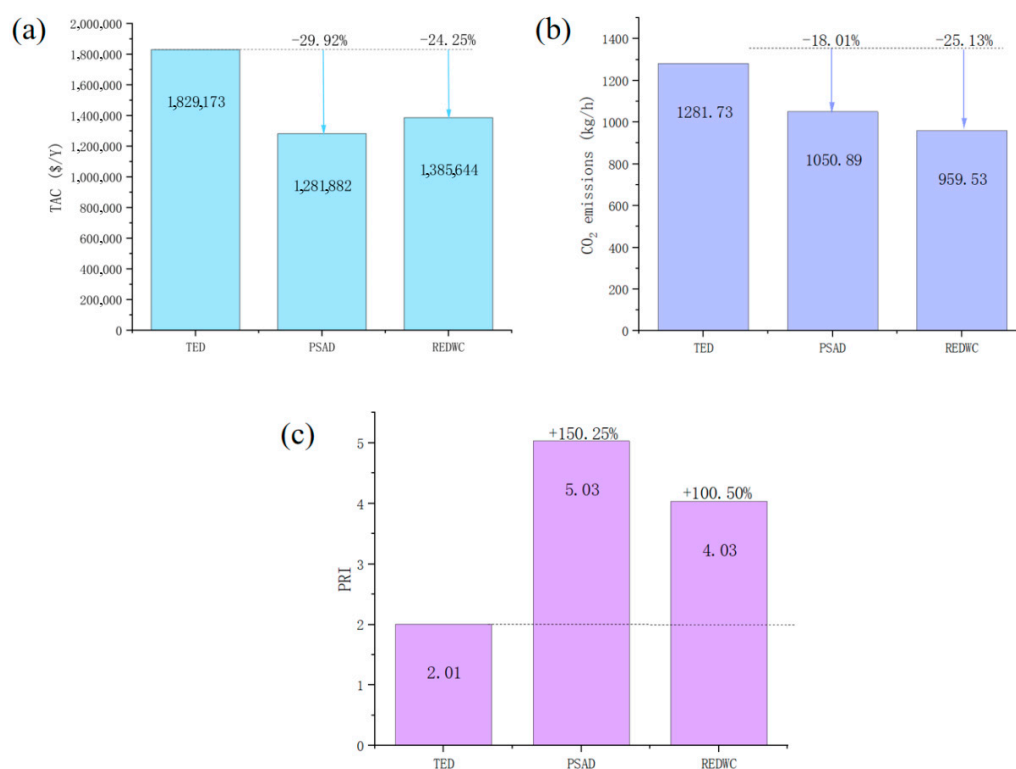 (a)
TAC ($/Y)
2,000,000
1,800,000
1,600,000
1,400,000
1,200,000
1,000,000
800,000
600,000
400,000
200,000
0
-29.92%
-24.25%
1,829,173
1,281,882
1,385,644
TED
PSAD
REDWC
(b)
CO₂ emissions (kg/h)
1400
1200
1000
800
600
400
200
0
-18.01%
-25.13%
1281.73
1050.89
959.53
TED
PSAD
REDWC
(c)
PRI
5
4
3
2
1
0
+150.25%
+100.50%
5.03
4.03
2.01
TED
PSAD
REDWC